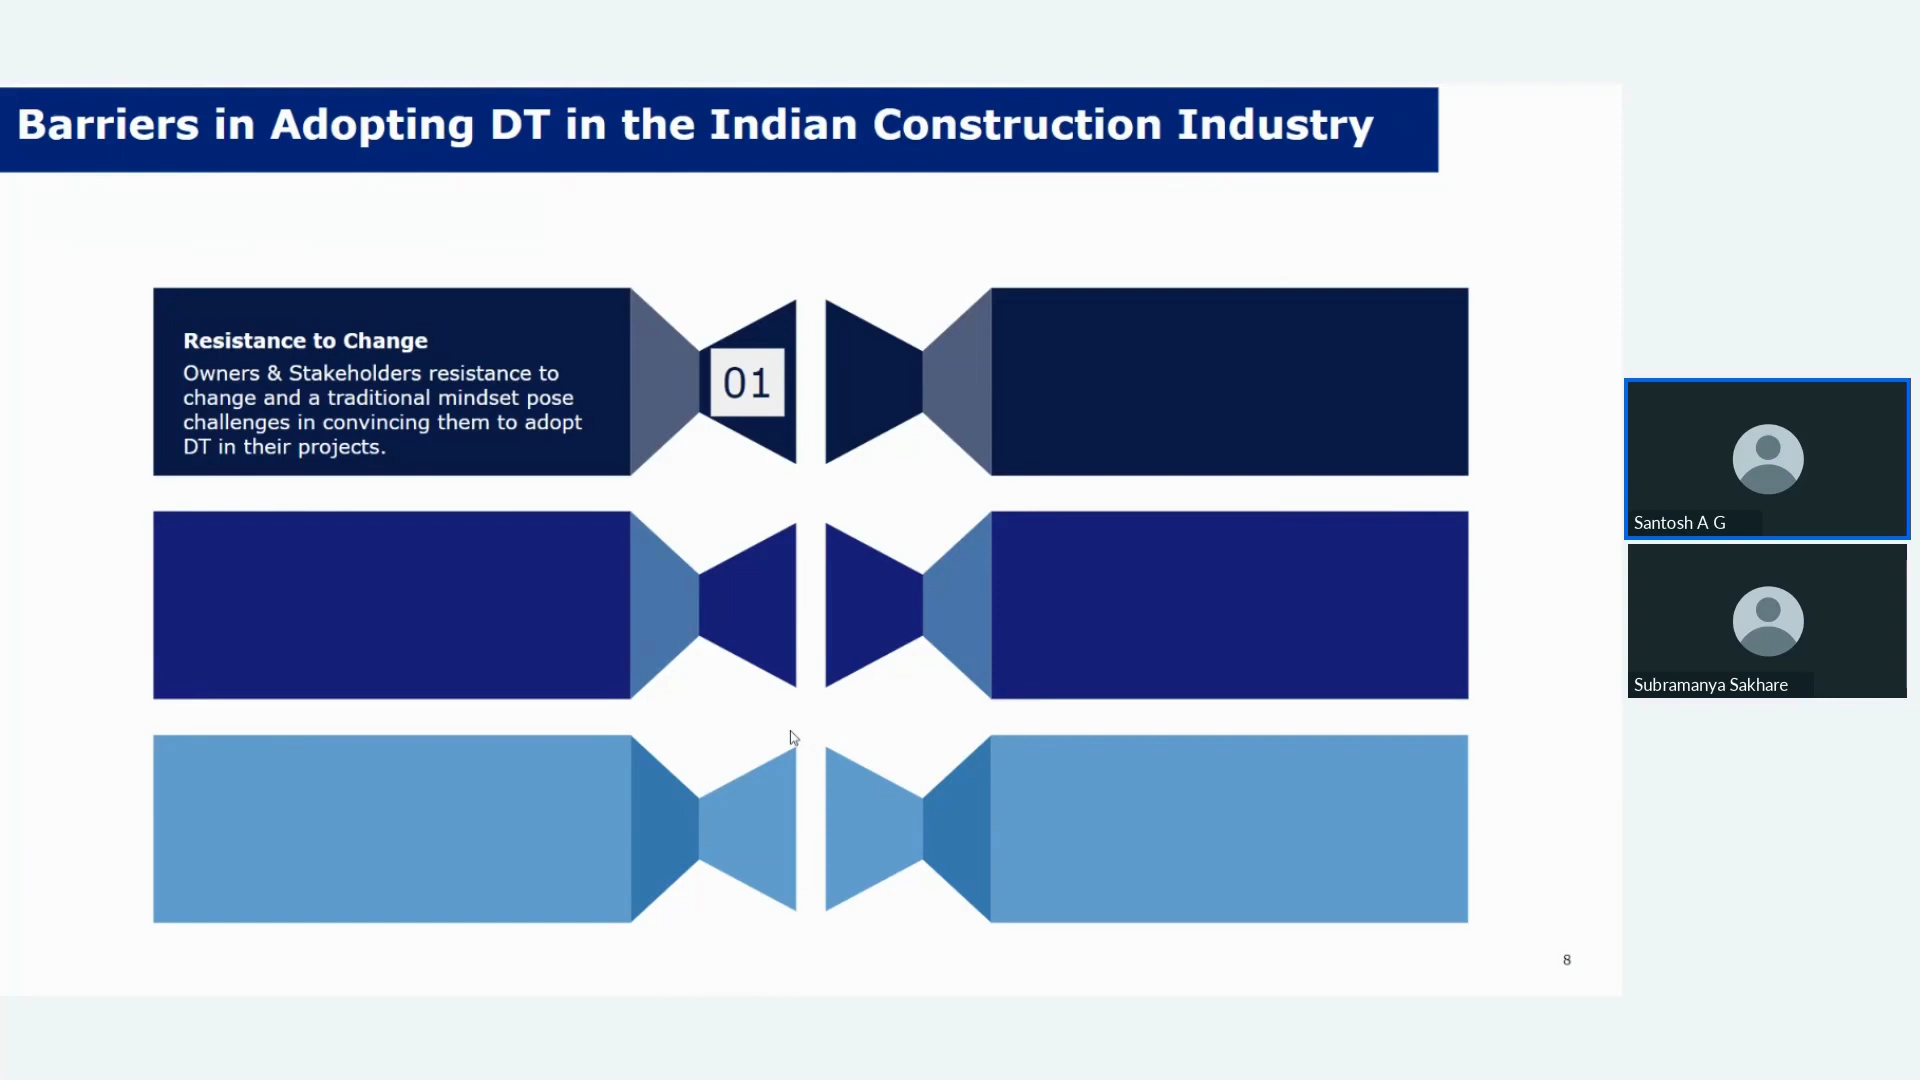 Barriers in Adopting DT in the Indian Construction Industry
Resistance to Change
Owners & Stakeholders resistance to
change and a traditional mindset pose
challenges in convincing them to adopt
DT in their projects.
01
Santosh A G
Subramanya Sakhare
8